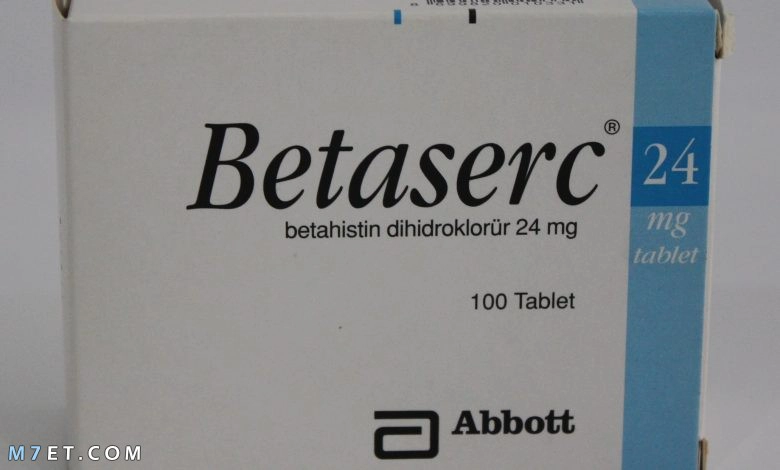 Betaserc®
betahistin dihidroklorür 24 mg
100 Tablet
Abbott
24
mg
tablet
M7ET.COM